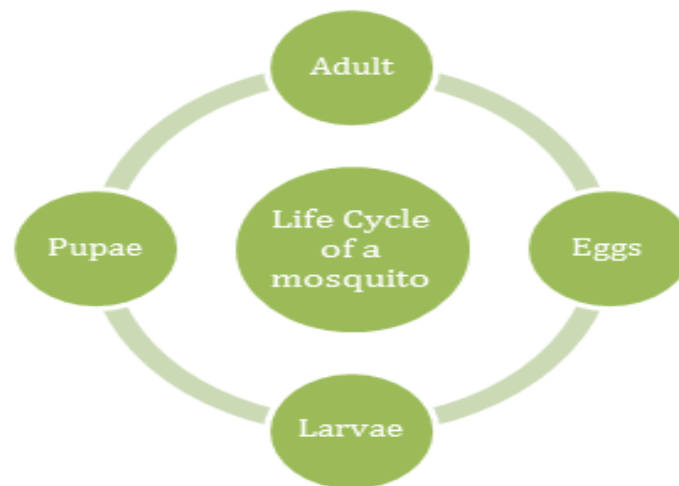 Adult
Life Cycle
of a
mosquito
Pupae
Eggs
Larvae